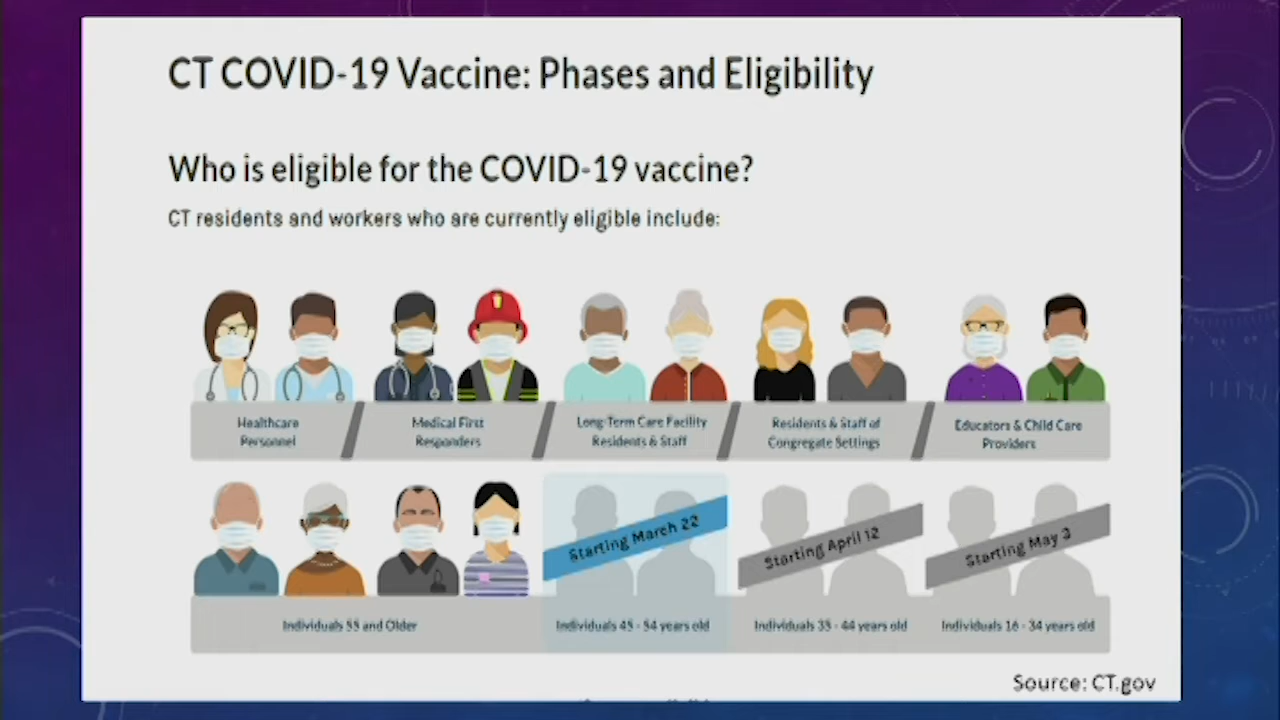 CT COVID-19 Vaccine: Phases and Eligibility
Who is eligible for the COVID-19 vaccine?
CT residents and workers who are currently eligible include:
Healthcare
Personnel
Medical First
Responders
Long-Term Care Facility
Residents & Staff
Residents & Staff of
Congregate Settings
Educators & Child Care
Providers
Starting March 22
Starting April 12
Starting May 3
Individuals 55 and Older
Individuals 45 - 54 years old
Individuals 35 - 44 years old
Individuals 16 - 34 years old
Source: CT.gov